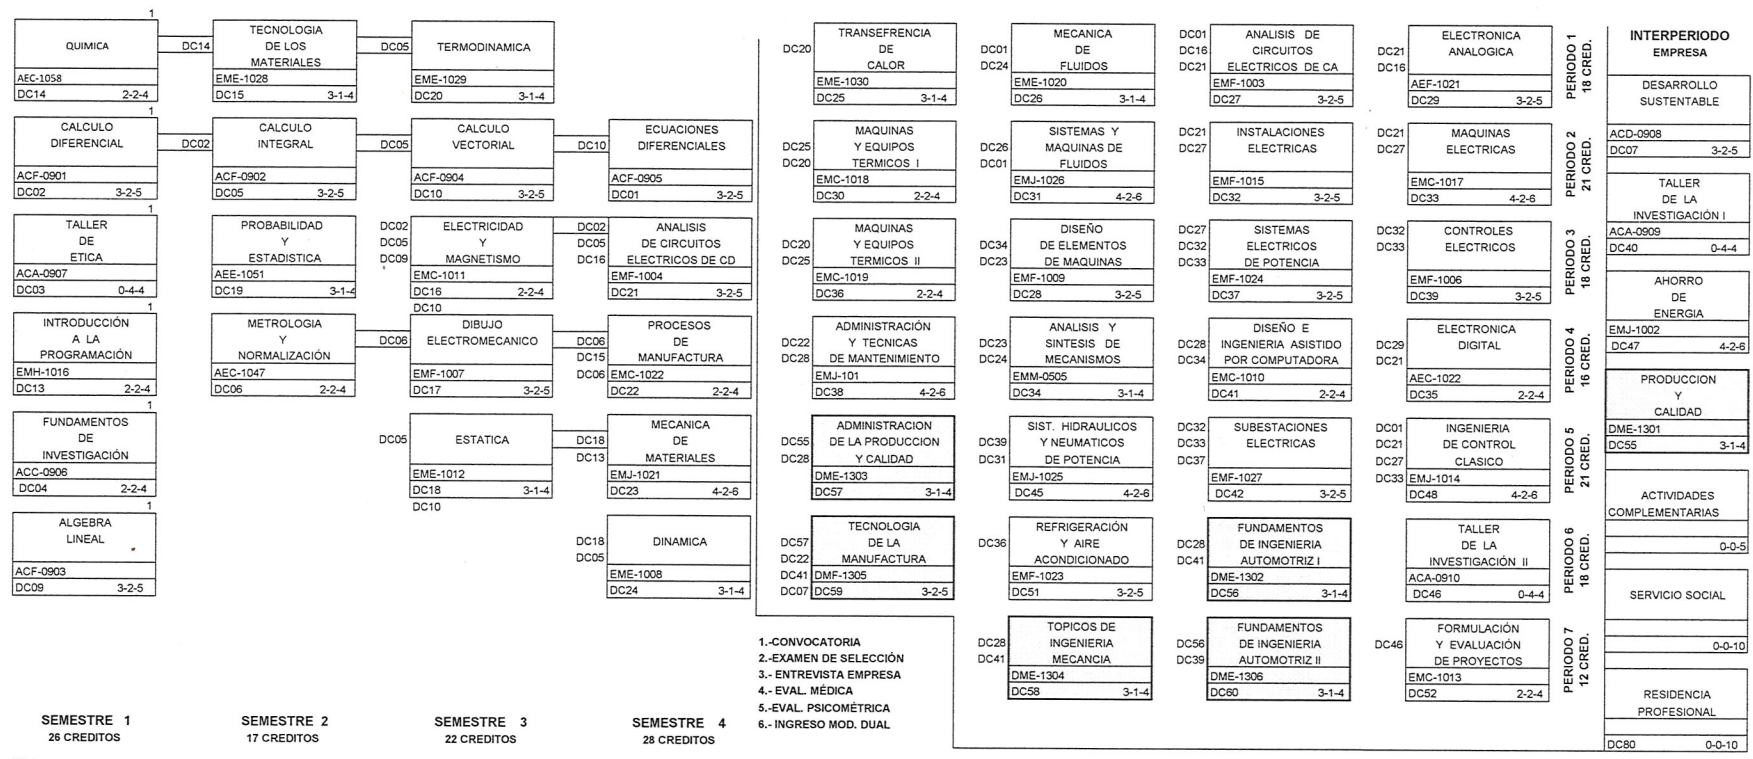 1
QUIMICA
AEC-1058
DC14 2-2-4
DC14
TECNOLOGIA
DE LOS
MATERIALES
EME-1028
DC15 3-1-4
DC05
TERMODINAMICA
EME-1029
DC20 3-1-4
1
CALCULO
DIFERENCIAL
ACF-0901
DC02 3-2-5
DC02
CALCULO
INTEGRAL
ACF-0902
DC05 3-2-5
DC05
CALCULO
VECTORIAL
ACF-0904
DC10 3-2-5
DC10
ECUACIONES
DIFERENCIALES
ACF-0905
DC01 3-2-5
1
TALLER
DE
ETICA
ACA-0907
DC03 0-4-4
PROBABILIDAD
Y
ESTADISTICA
AEE-1051
DC19 3-1-4
DC02
DC05
DC09
ELECTRICIDAD
Y
MAGNETISMO
EMC-1011
DC16 2-2-4
DC10
DC02
DC05
DC16
ANALISIS
DE CIRCUITOS
ELECTRICOS DE CD
EMF-1004
DC21 3-2-5
1
INTRODUCCIÓN
A LA
PROGRAMACIÓN
EMH-1016
DC13 2-2-4
METROLOGIA
Y
NORMALIZACIÓN
AEC-1047
DC06 2-2-4
DC06
DIBUJO
ELECTROMECANICO
EMF-1007
DC17 3-2-5
DC06
DC15
DC06
PROCESOS
DE
MANUFACTURA
EMC-1022
DC22 2-2-4
1
FUNDAMENTOS
DE
INVESTIGACIÓN
ACC-0906
DC04 2-2-4
DC05
ESTATICA
EME-1012
DC18 3-1-4
DC10
DC18
DC13
MECANICA
DE
MATERIALES
EMJ-1021
DC23 4-2-6
1
ALGEBRA
LINEAL
ACF-0903
DC09 3-2-5
DC18
DC05
DINAMICA
EME-1008
DC24 3-1-4
SEMESTRE 1
26 CREDITOS
SEMESTRE 2
17 CREDITOS
SEMESTRE 3
22 CREDITOS
SEMESTRE 4
28 CREDITOS
DC20
TRANSEFRENCIA
DE
CALOR
EME-1030
DC25 3-1-4
DC01
DC24
MECANICA
DE
FLUIDOS
EME-1020
DC26 3-1-4
DC01
DC16
DC21
ANALISIS DE
CIRCUITOS
ELECTRICOS DE CA
EMF-1003
DC27 3-2-5
DC21
DC16
ELECTRONICA
ANALOGICA
AEF-1021
DC29 3-2-5
PERIODO 1
18 CRED.
DC25
DC20
MAQUINAS
Y EQUIPOS
TERMICOS I
EMC-1018
DC30 2-2-4
DC26
DC01
SISTEMAS Y
MAQUINAS DE
FLUIDOS
EMJ-1026
DC31 4-2-6
DC21
DC27
INSTALACIONES
ELECTRICAS
EMF-1015
DC32 3-2-5
DC21
DC27
MAQUINAS
ELECTRICAS
EMC-1017
DC33 4-2-6
PERIODO 2
21 CRED.
DC20
DC25
MAQUINAS
Y EQUIPOS
TERMICOS II
EMC-1019
DC36 2-2-4
DC34
DC23
DISEÑO
DE ELEMENTOS
DE MAQUINAS
EMF-1009
DC28 3-2-5
DC27
DC32
DC33
SISTEMAS
ELECTRICOS
DE POTENCIA
EMF-1024
DC37 3-2-5
DC32
DC33
CONTROLES
ELECTRICOS
EMF-1006
DC39 3-2-5
PERIODO 3
18 CRED.
DC22
DC28
ADMINISTRACIÓN
Y TECNICAS
DE MANTENIMIENTO
EMJ-101
DC38 4-2-6
DC23
DC24
ANALISIS Y
SINTESIS DE
MECANISMOS
EMM-0505
DC34 3-1-4
DC28
DC34
DISEÑO E
INGENIERIA ASISTIDO
POR COMPUTADORA
EMC-1010
DC41 2-2-4
DC29
DC21
ELECTRONICA
DIGITAL
AEC-1022
DC35 2-2-4
PERIODO 4
16 CRED.
DC55
DC28
ADMINISTRACION
DE LA PRODUCCION
Y CALIDAD
DME-1303
DC57 3-1-4
DC39
DC31
SIST. HIDRAULICOS
Y NEUMATICOS
DE POTENCIA
EMJ-1025
DC45 4-2-6
DC32
DC33
DC37
SUBESTACIONES
ELECTRICAS
EMF-1027
DC42 3-2-5
DC01
DC21
DC27
DC33
INGENIERIA
DE CONTROL
CLASICO
EMJ-1014
DC48 4-2-6
PERIODO 5
21 CRED.
DC57
DC22
DC41
DC07
TECNOLOGIA
DE LA
MANUFACTURA
DMF-1305
DC59 3-2-5
DC36
REFRIGERACIÓN
Y AIRE
ACONDICIONADO
EMF-1023
DC51 3-2-5
DC28
DC41
FUNDAMENTOS
DE INGENIERIA
AUTOMOTRIZ I
DME-1302
DC56 3-1-4
TALLER
DE LA
INVESTIGACIÓN II
ACA-0910
DC46 0-4-4
PERIODO 6
18 CRED.
DC28
DC41
TOPICOS DE
INGENIERIA
MECANCIA
DME-1304
DC58 3-1-4
DC56
DC39
FUNDAMENTOS
DE INGENIERIA
AUTOMOTRIZ II
DME-1306
DC60 3-1-4
DC46
FORMULACIÓN
Y EVALUACIÓN
DE PROYECTOS
EMC-1013
DC52 2-2-4
PERIODO 7
12 CRED.
1.-CONVOCATORIA
2.-EXAMEN DE SELECCIÓN
3.- ENTREVISTA EMPRESA
4.- EVAL. MÉDICA
5.-EVAL. PSICOMÉTRICA
6.- INGRESO MOD. DUAL
INTERPERIODO
EMPRESA
DESARROLLO
SUSTENTABLE
ACD-0908
DC07 3-2-5
TALLER
DE LA
INVESTIGACIÓN I
ACA-0909
DC40 0-4-4
AHORRO
DE
ENERGIA
EMJ-1002
DC47 4-2-6
PRODUCCION
Y
CALIDAD
DME-1301
DC55 3-1-4
ACTIVIDADES
COMPLEMENTARIAS
0-0-5
SERVICIO SOCIAL
0-0-10
RESIDENCIA
PROFESIONAL
DC80 0-0-10